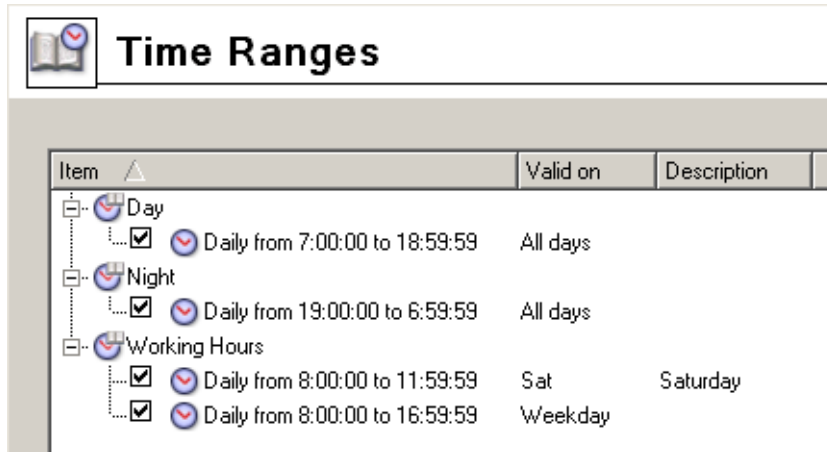 Time Ranges
Item Valid on Description
Day
Daily from 7:00:00 to 18:59:59 All days
Night
Daily from 19:00:00 to 6:59:59 All days
Working Hours
Daily from 8:00:00 to 11:59:59 Sat Saturday
Daily from 8:00:00 to 16:59:59 Weekday